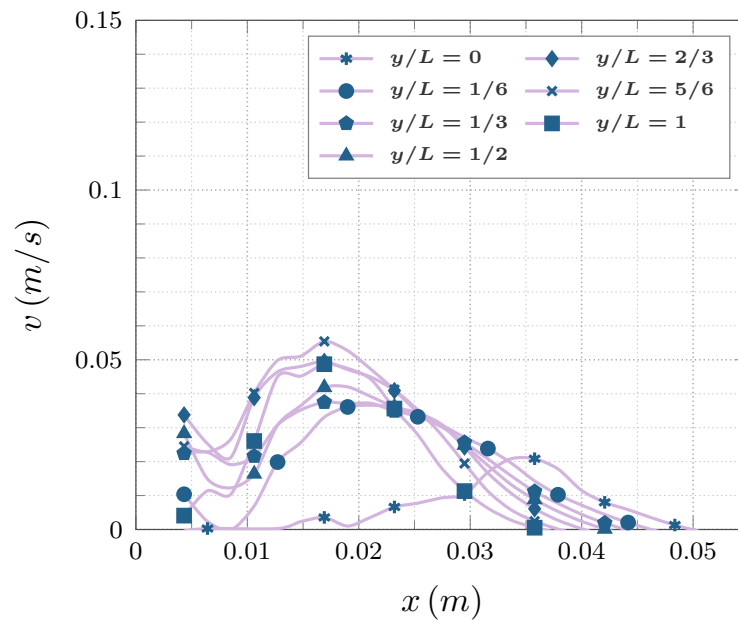 0.15
0.1
0.05
0
v (m/s)
y/L = 0
y/L = 1/6
y/L = 1/3
y/L = 1/2
y/L = 2/3
y/L = 5/6
y/L = 1
0 0.01 0.02 0.03 0.04 0.05
x (m)